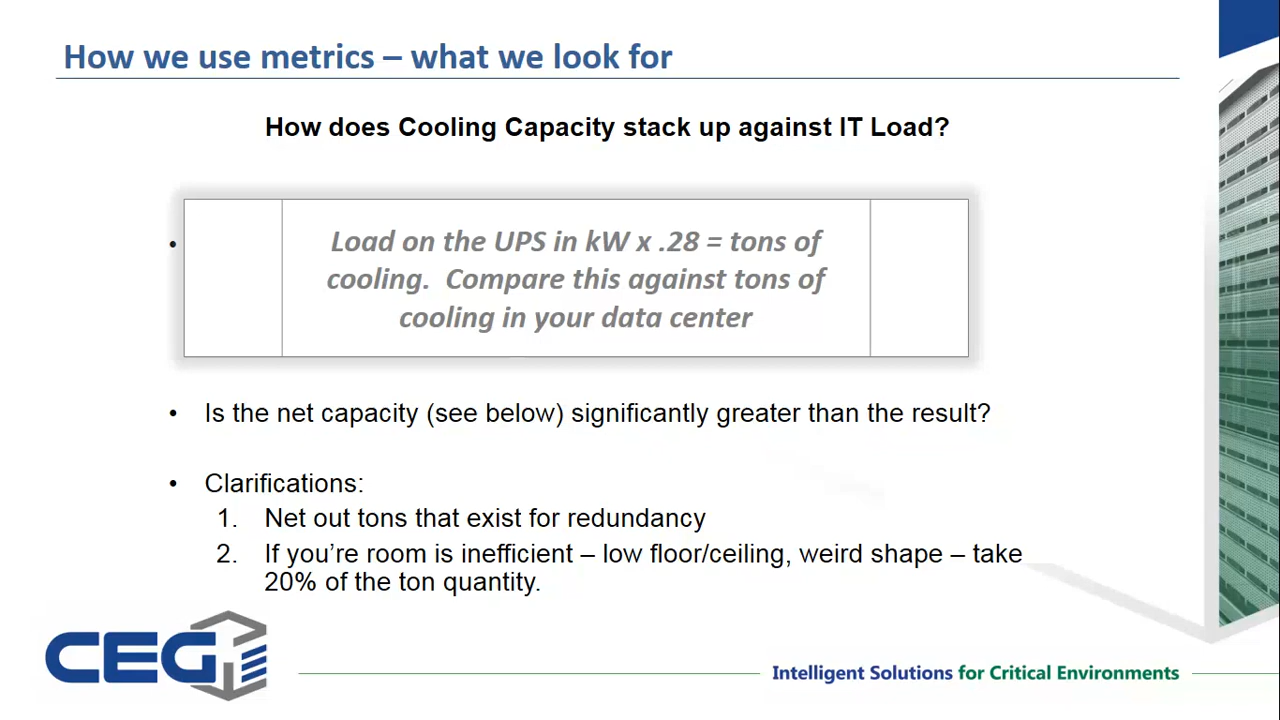 How we use metrics – what we look for
How does Cooling Capacity stack up against IT Load?
• Load on the UPS in kW x .28 = tons of
cooling. Compare this against tons of
cooling in your data center
• Is the net capacity (see below) significantly greater than the result?
• Clarifications:
1. Net out tons that exist for redundancy
2. If you’re room is inefficient – low floor/ceiling, weird shape – take
20% of the ton quantity.
CEG
Intelligent Solutions for Critical Environments